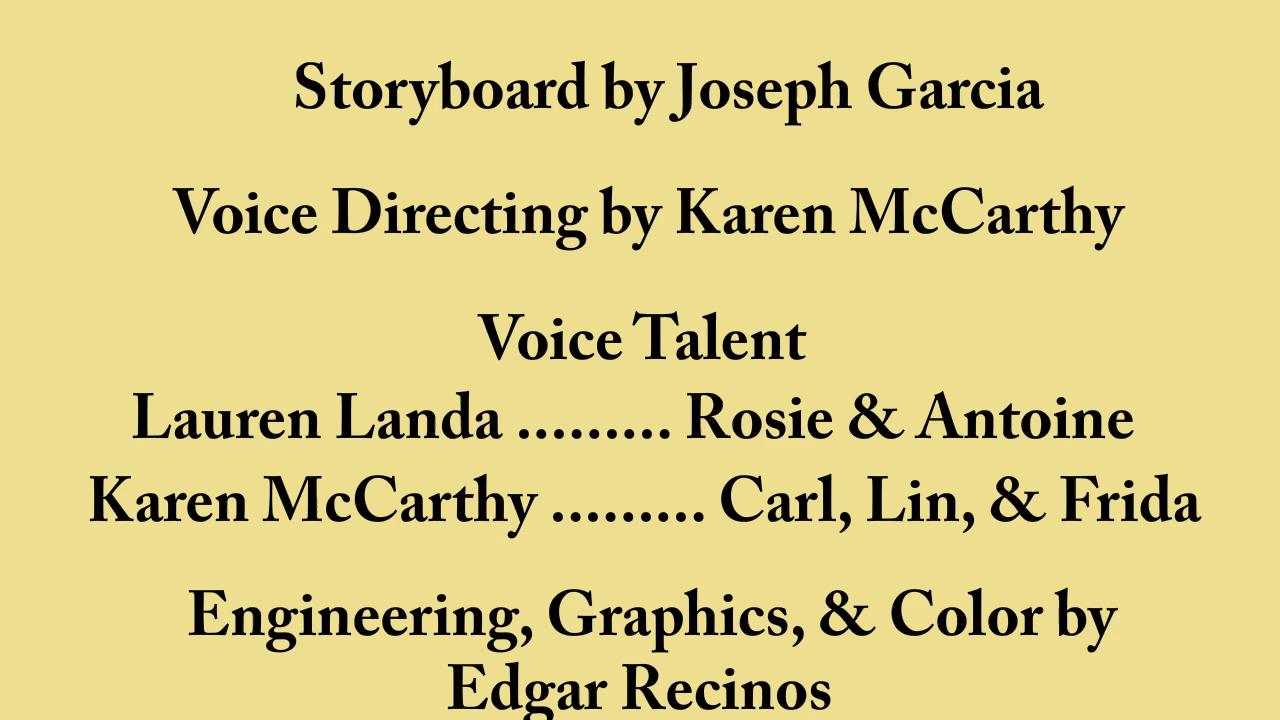 Storyboard by Joseph Garcia
Voice Directing by Karen McCarthy
Voice Talent
Lauren Landa ......... Rosie & Antoine
Karen McCarthy ......... Carl, Lin, & Frida
Engineering, Graphics, & Color by
Edgar Recinos